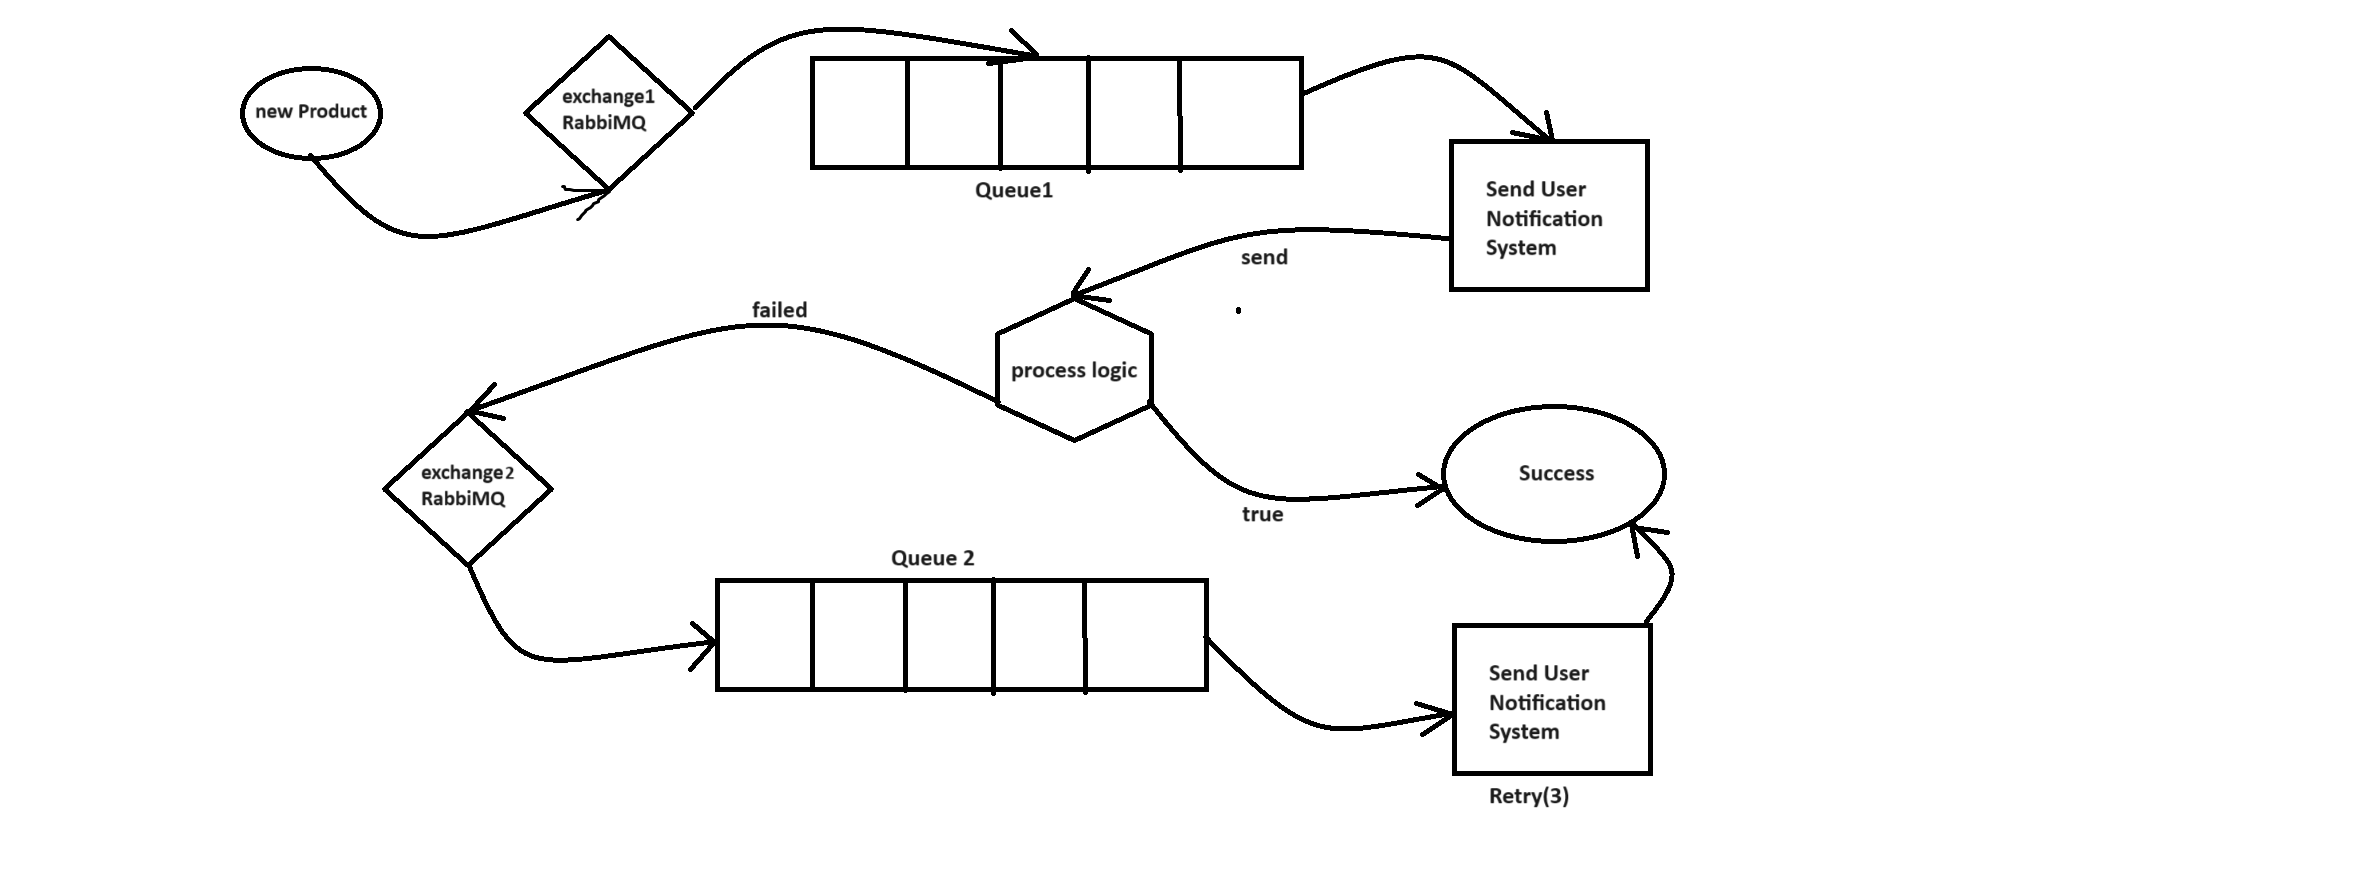 new Product
exchange1
RabbiMQ
Queue1
Send User
Notification
System
send
failed
process logic
exchange2
RabbiMQ
Success
true
Queue 2
Send User
Notification
System
Retry(3)